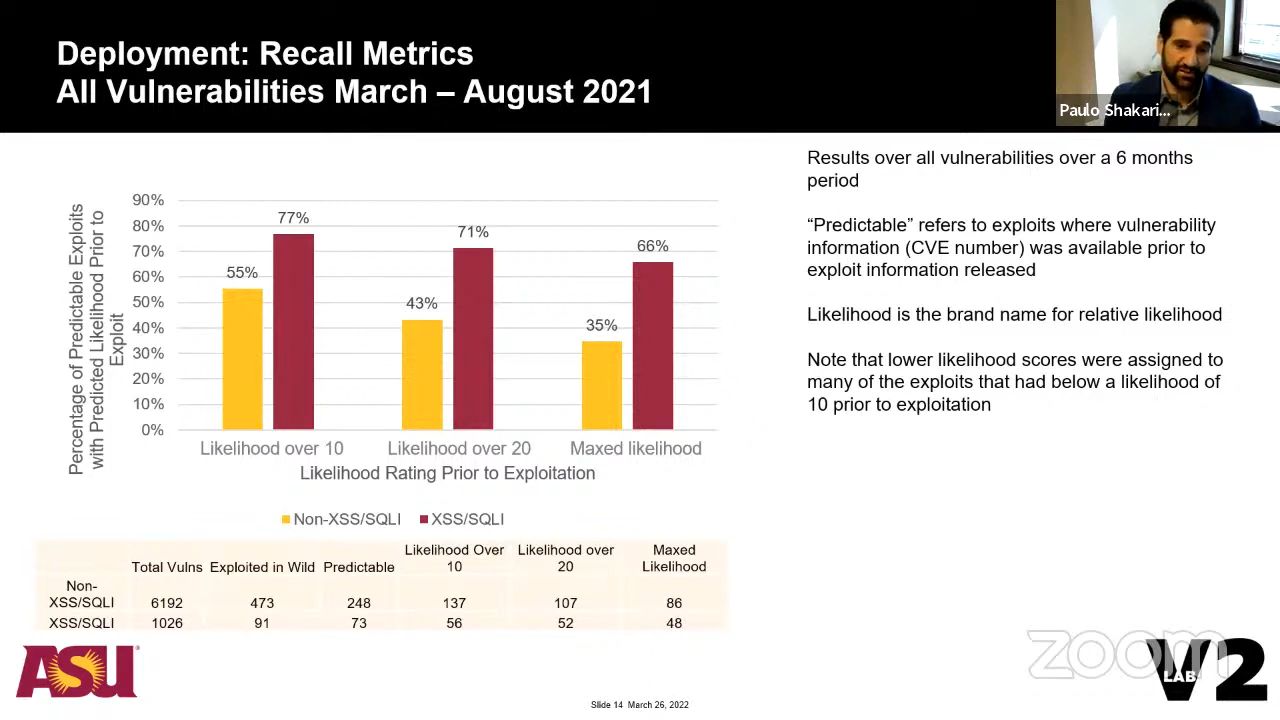 Deployment: Recall Metrics
All Vulnerabilities March – August 2021
Paulo Shakari...
Results over all vulnerabilities over a 6 months
period
“Predictable” refers to exploits where vulnerability
information (CVE number) was available prior to
exploit information released
Likelihood is the brand name for relative likelihood
Note that lower likelihood scores were assigned to
many of the exploits that had below a likelihood of
10 prior to exploitation
Percentage of Predictable Exploits
with Predicted Likelihood Prior to
Exploit
90%
80%
70%
60%
50%
40%
30%
20%
10%
0%
55%
77%
43%
71%
35%
66%
Likelihood over 10
Likelihood over 20
Maxed likelihood
Likelihood Rating Prior to Exploitation
Non-XSS/SQLI
XSS/SQLI
Total Vulns Exploited in Wild Predictable Likelihood Over 10 Likelihood over 20 Maxed Likelihood
Non-
XSS/SQLI 6192 473 248 137 107 86
XSS/SQLI 1026 91 73 56 52 48
ASU
zoom
V2
LAB
Slide 14 March 26, 2022